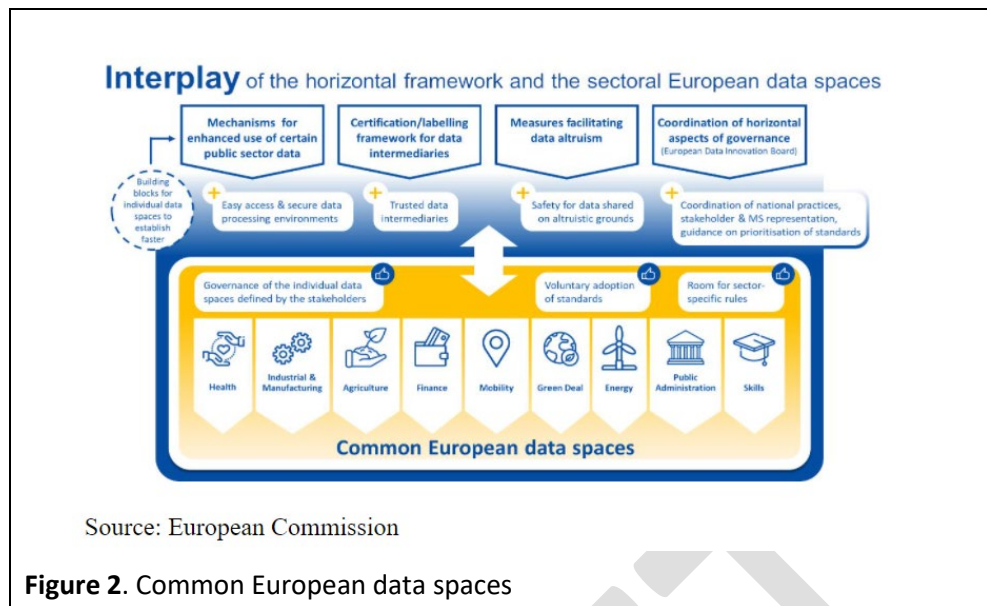 Interplay of the horizontal framework and the sectoral European data spaces
Mechanisms for
enhanced use of certain
public sector data
Certification/labelling
framework for data
intermediaries
Measures facilitating
data altruism
Coordination of horizontal
aspects of governance
(European Data Innovation Board)
Building
blocks for
individual data
spaces to
establish
faster
Easy access & secure data
processing environments
Trusted data
intermediaries
Safety for data shared
on altruistic grounds
Coordination of national practices,
stakeholder & MS representation,
guidance on prioritisation of standards
Governance of the individual data
spaces defined by the stakeholders
Voluntary adoption
of standards
Room for sector-
specific rules
Health
Industrial &
Manufacturing
Agriculture
Finance
Mobility
Green Deal
Energy
Public
Administration
Skills
Common European data spaces
Source: European Commission
Figure 2. Common European data spaces